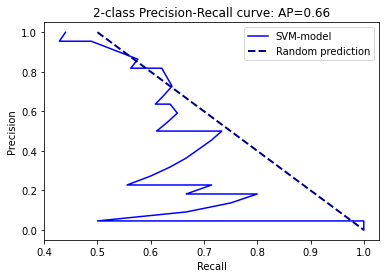 2-class Precision-Recall curve: AP=0.66
SVM-model
Random prediction
Precision
1.0
0.8
0.6
0.4
0.2
0.0
0.4 0.5 0.6 0.7 0.8 0.9 1.0
Recall